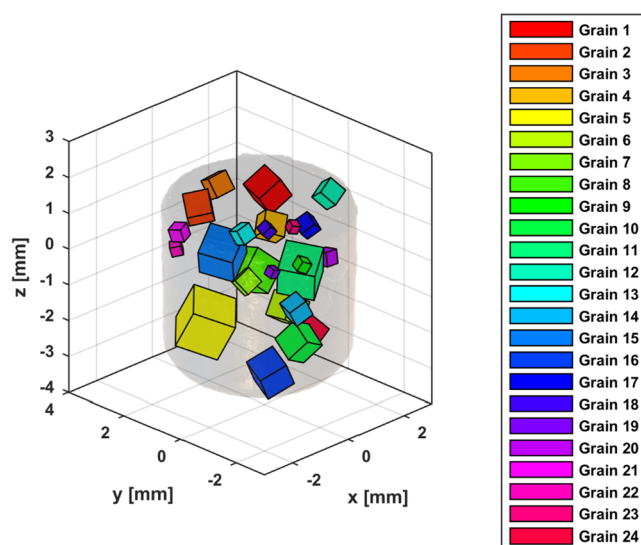 3
2
1
0
-1
-2
-3
-4
z [mm]
4
2
0
-2
y [mm]
-2
0
2
x [mm]
Grain 1
Grain 2
Grain 3
Grain 4
Grain 5
Grain 6
Grain 7
Grain 8
Grain 9
Grain 10
Grain 11
Grain 12
Grain 13
Grain 14
Grain 15
Grain 16
Grain 17
Grain 18
Grain 19
Grain 20
Grain 21
Grain 22
Grain 23
Grain 24